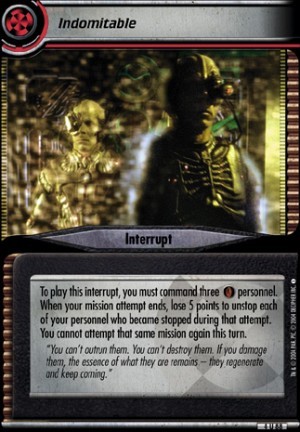 Indomitable
Interrupt
To play this interrupt, you must command three personnel.
When your mission attempt ends, lose 5 points to unstop each
of your personnel who became stopped during that attempt.
You cannot attempt that same mission again this turn.
"You can't outrun them. You can't destroy them. If you damage
them, the essence of what they are remains – they regenerate
and keep coming."
4 U 88